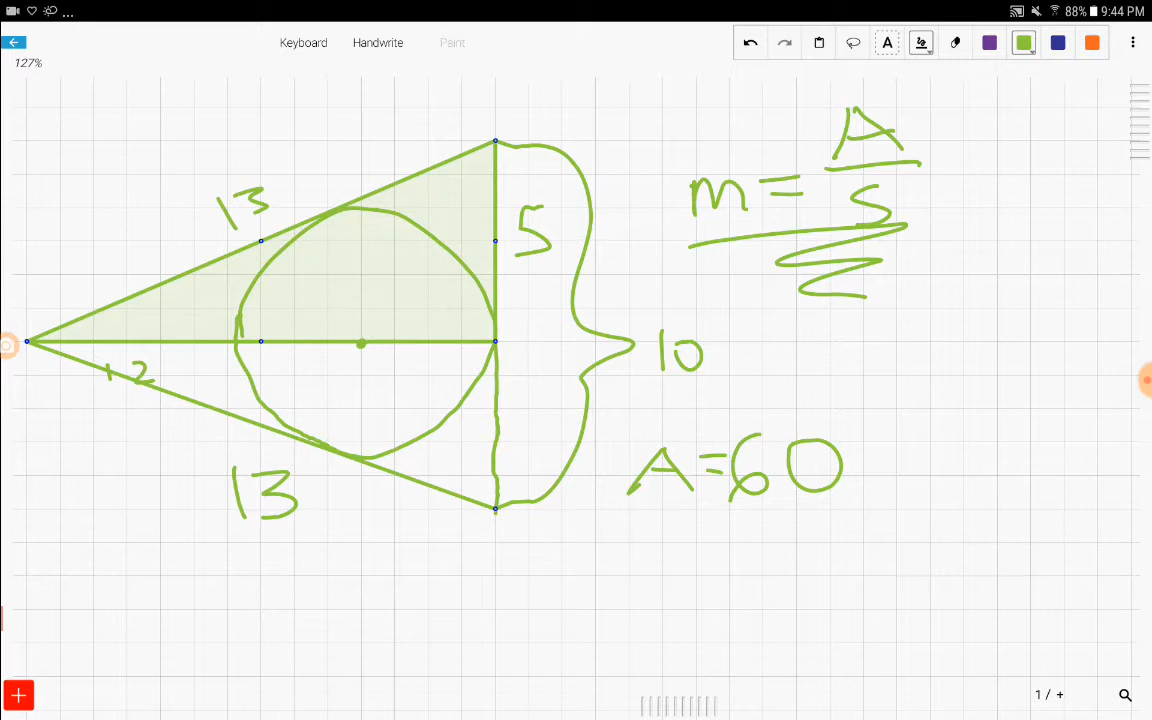 88% 9:44 PM
Keyboard Handwrite Paint
127%
A
m = —
s
13
5
10
12
13
A = 60
1 / +